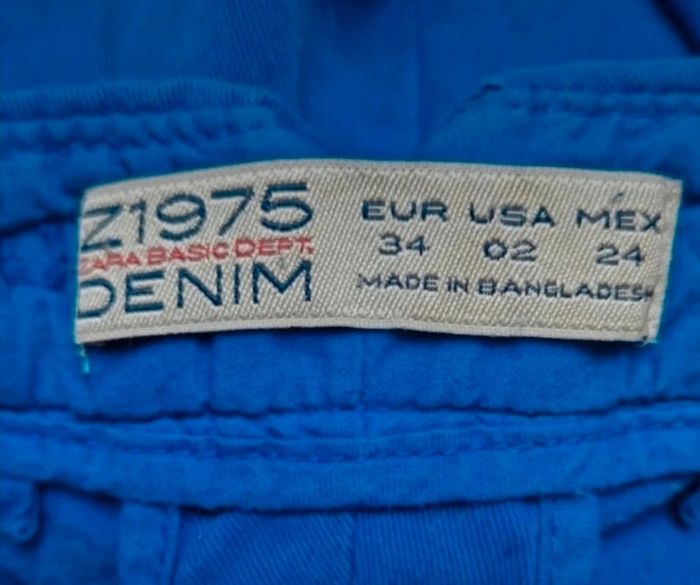 Z1975
ZARA BASIC DEPT.
DENIM
EUR USA MEX
34 02 24
MADE IN BANGLADESH